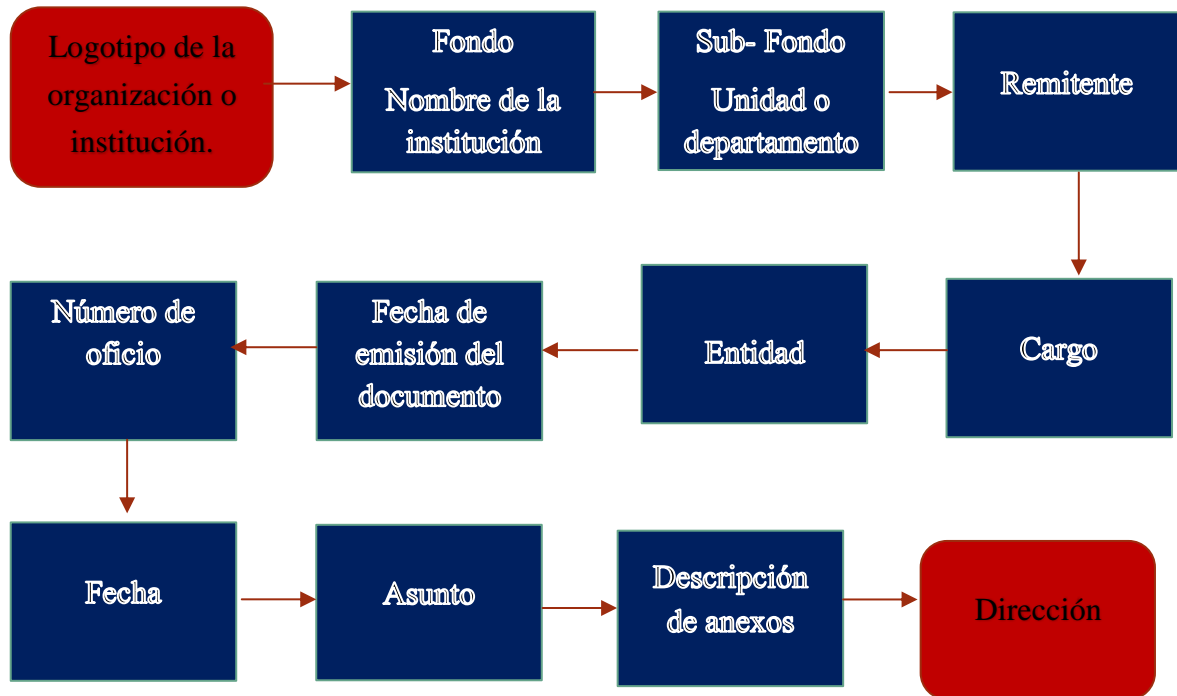 Logotipo de la
organización o
institución.
Fondo
Nombre de la
institución
Sub- Fondo
Unidad o
departamento
Remitente
Cargo
Entidad
Fecha de
emisión del
documento
Número de
oficio
Fecha
Asunto
Descripción
de anexos
Dirección